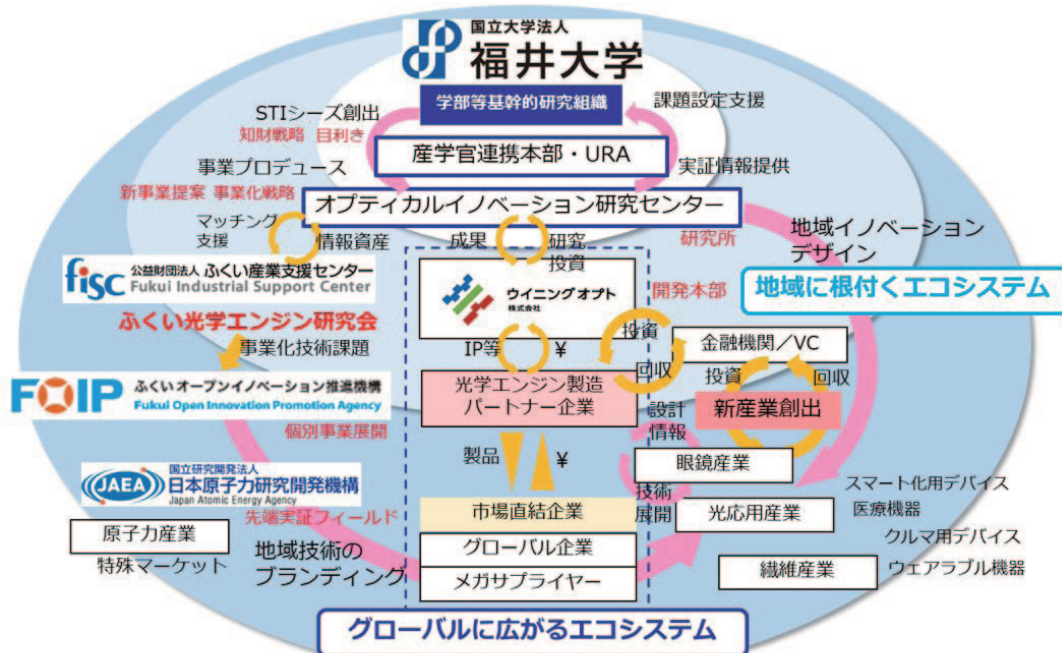 国立大学法人
福井大学
学部等基幹的研究組織
STIシーズ創出
知財戦略 目利き
課題設定支援
産学官連携本部・URA
事業プロデュース
新事業提案 事業化戦略
実証情報提供
オプティカルイノベーション研究センター
マッチング
支援
情報資産
成果
研究
投資
研究所
地域イノベーション
デザイン
fisc 公益財団法人 ふくい産業支援センター
Fukui Industrial Support Center
ウイニングオプト
株式会社
開発本部
地域に根付くエコシステム
ふくい光学エンジン研究会
事業化技術課題
IP等
¥
投資
回収
金融機関/VC
投資
回収
FOIP ふくいオープンイノベーション推進機構
Fukui Open Innovation Promotion Agency
個別事業展開
光学エンジン製造
パートナー企業
設計
情報
新産業創出
製品
¥
眼鏡産業
JAEA 国立研究開発法人
日本原子力研究開発機構
Japan Atomic Energy Agency
先端実証フィールド
技術
展開
光応用産業
スマート化用デバイス
医療機器
クルマ用デバイス
市場直結企業
原子力産業
特殊マーケット
地域技術の
ブランディング
グローバル企業
メガサプライヤー
繊維産業
ウェアラブル機器
グローバルに広がるエコシステム